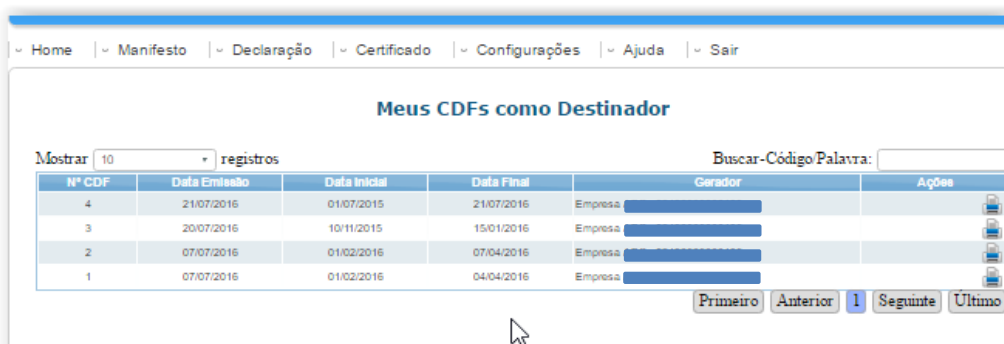 Home Manifesto Declaração Certificado Configurações Ajuda Sair
Meus CDFs como Destinador
Mostrar 10 registros Buscar-Código/Palavra:
Nº CDF Data Emissão Data Inicial Data Final Gerador Ações
4 21/07/2016 01/07/2015 21/07/2016 Empresa
3 20/07/2016 10/11/2015 15/01/2016 Empresa
2 07/07/2016 01/02/2016 07/04/2016 Empresa
1 07/07/2016 01/02/2016 04/04/2016 Empresa
Primeiro Anterior 1 Seguinte Último